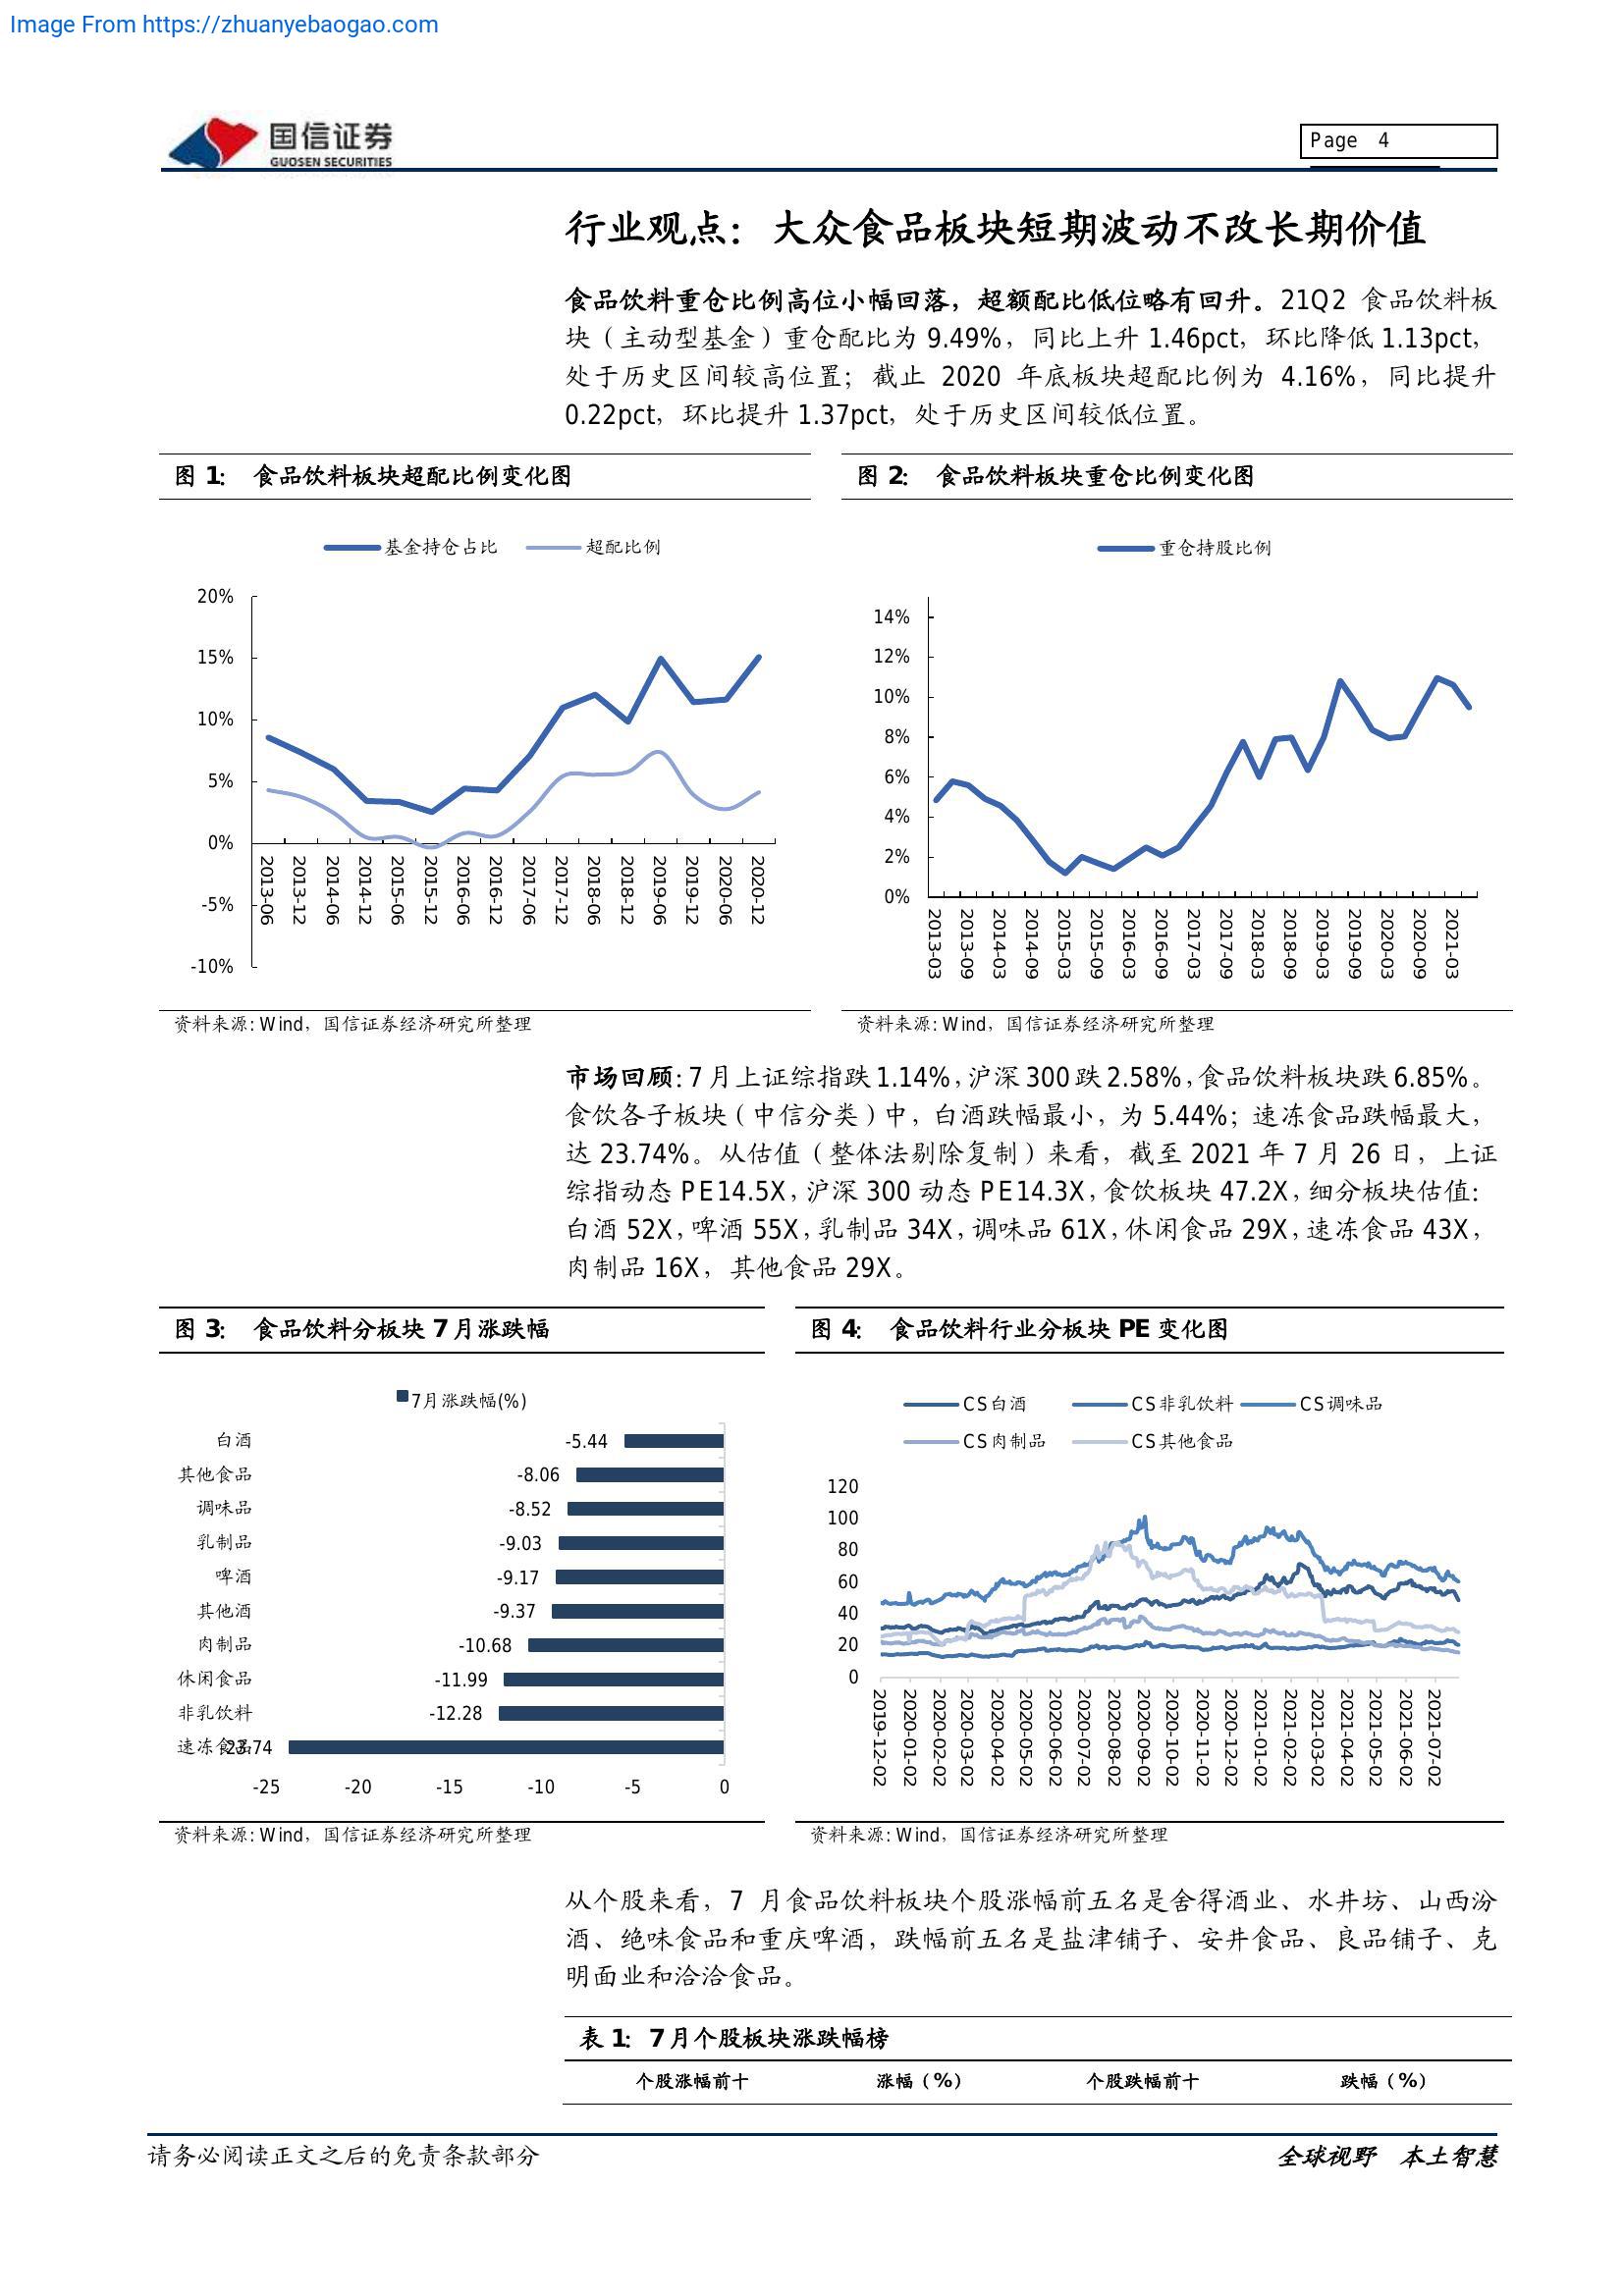 Image From https://zhuanyebaogao.com
国信证券
GUOSEN SECURITIES
Page 4
行业观点：大众食品板块短期波动不改长期价值
食品饮料重仓比例高位小幅回落，超额配比低位略有回升。21Q2 食品饮料板
块（主动型基金）重仓配比为 9.49%，同比上升 1.46pct，环比降低 1.13pct，
处于历史区间较高位置；截止 2020 年底板块超配比例为 4.16%，同比提升
0.22pct，环比提升 1.37pct，处于历史区间较低位置。
图 1： 食品饮料板块超配比例变化图
基金持仓占比 超配比例
20%
15%
10%
5%
0%
-5%
-10%
2013-06
2013-12
2014-06
2014-12
2015-06
2015-12
2016-06
2016-12
2017-06
2017-12
2018-06
2018-12
2019-06
2019-12
2020-06
2020-12
资料来源：Wind，国信证券经济研究所整理
图 2： 食品饮料板块重仓比例变化图
重仓持股比例
14%
12%
10%
8%
6%
4%
2%
0%
2013-03
2013-09
2014-03
2014-09
2015-03
2015-09
2016-03
2016-09
2017-03
2017-09
2018-03
2018-09
2019-03
2019-09
2020-03
2020-09
2021-03
资料来源：Wind，国信证券经济研究所整理
市场回顾：7 月上证综指跌 1.14%，沪深 300 跌 2.58%，食品饮料板块跌 6.85%。
食饮各子板块（中信分类）中，白酒跌幅最小，为 5.44%；速冻食品跌幅最大，
达 23.74%。从估值（整体法剔除复制）来看，截至 2021 年 7 月 26 日，上证
综指动态 PE14.5X，沪深 300 动态 PE14.3X，食饮板块 47.2X，细分板块估值：
白酒 52X，啤酒 55X，乳制品 34X，调味品 61X，休闲食品 29X，速冻食品 43X，
肉制品 16X，其他食品 29X。
图 3： 食品饮料分板块 7 月涨跌幅
7月涨跌幅(%)
白酒 -5.44
其他食品 -8.06
调味品 -8.52
乳制品 -9.03
啤酒 -9.17
其他酒 -9.37
肉制品 -10.68
休闲食品 -11.99
非乳饮料 -12.28
速冻食品 -23.74
-25 -20 -15 -10 -5 0
资料来源：Wind，国信证券经济研究所整理
图 4： 食品饮料行业分板块 PE 变化图
CS白酒 CS非乳饮料 CS调味品
CS肉制品 CS其他食品
120
100
80
60
40
20
0
2019-12-02
2020-01-02
2020-02-02
2020-03-02
2020-04-02
2020-05-02
2020-06-02
2020-07-02
2020-08-02
2020-09-02
2020-10-02
2020-11-02
2020-12-02
2021-01-02
2021-02-02
2021-03-02
2021-04-02
2021-05-02
2021-06-02
2021-07-02
资料来源：Wind，国信证券经济研究所整理
从个股来看，7 月食品饮料板块个股涨幅前五名是舍得酒业、水井坊、山西汾
酒、绝味食品和重庆啤酒，跌幅前五名是盐津铺子、安井食品、良品铺子、克
明面业和洽洽食品。
表 1：7 月个股板块涨跌幅榜
个股涨幅前十 涨幅（%） 个股跌幅前十 跌幅（%）
请务必阅读正文之后的免责条款部分
全球视野 本土智慧